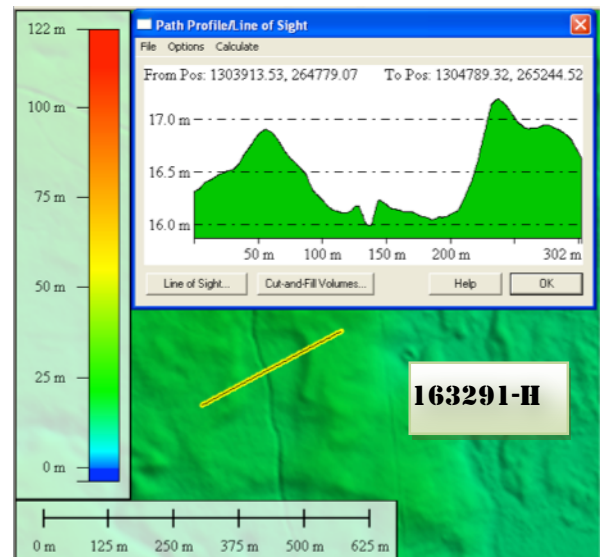 122 m
100 m
75 m
50 m
25 m
0 m
Path Profile/Line of Sight
File Options Calculate
From Pos: 1303913.53, 264779.07 To Pos: 1304789.32, 265244.52
17.0 m
16.5 m
16.0 m
50 m 100 m 150 m 200 m 302 m
Line of Sight... Cut-and-Fill Volumes... Help OK
163291-H
0 m 125 m 250 m 375 m 500 m 625 m